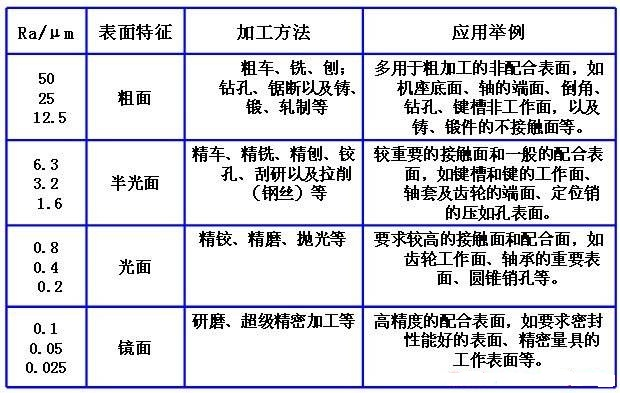 Ra/μm 表面特征 加工方法 应用举例
50
25
12.5
粗面
粗车、铣、刨;
钻孔、锯断以及铸、
锻、轧制等
多用于粗加工的非配合表面,如
机座底面、轴的端面、倒角、
钻孔、键槽非工作面,以及
铸、锻件的不接触面等。
6.3
3.2
1.6
半光面
精车、精铣、精刨、铰
孔、刮研以及拉削
(钢丝)等
较重要的接触面和一般的配合表
面,如键槽和键的工作面、
轴套及齿轮的端面、定位销
的压如孔表面。
0.8
0.4
0.2
光面
精铰、精磨、抛光等
要求较高的接触面和配合面,如
齿轮工作面、轴承的重要表
面、圆锥销孔等。
0.1
0.05
0.025
镜面
研磨、超级精密加工等
高精度的配合表面,如要求密封
性能好的表面、精密量具的
工作表面等。